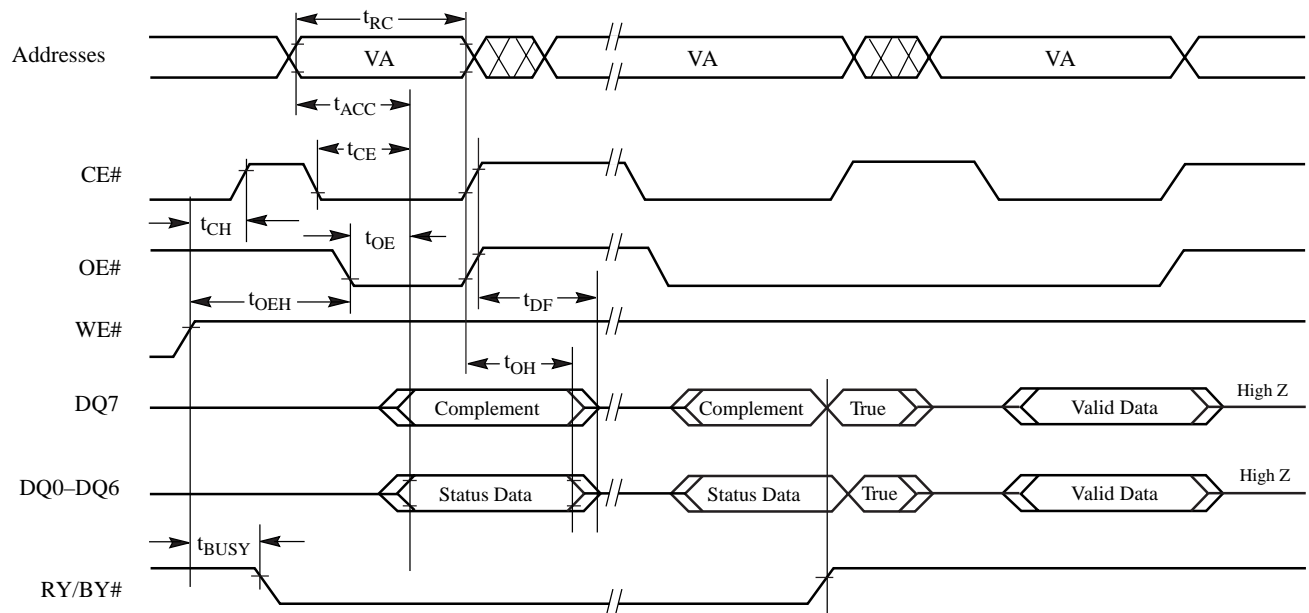 tRC
Addresses VA VA VA
tACC
tCE
CE#
tCH
tOE
OE#
tOEH tDF
WE#
tOH
DQ7 Complement Complement True Valid Data High Z
DQ0–DQ6 Status Data Status Data True Valid Data High Z
tBUSY
RY/BY#